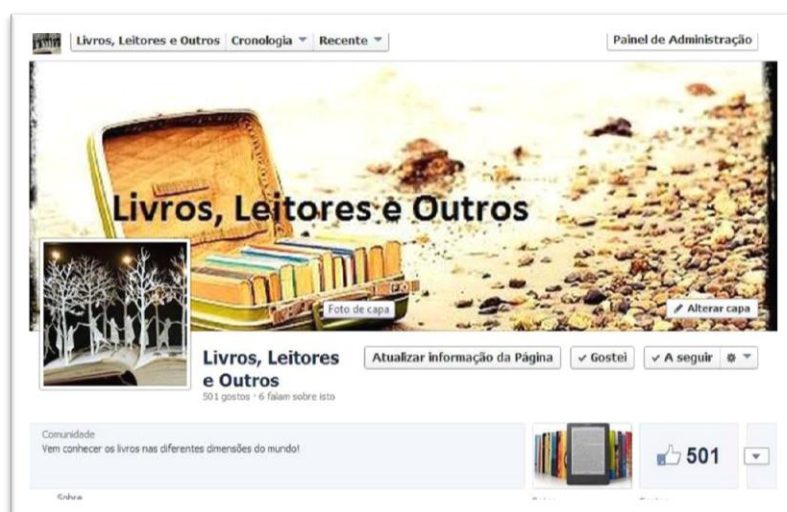 Livros, Leitores e Outros Cronologia Recente Painel de Administração
Livros, Leitores e Outros
Foto de capa Alterar capa
Livros, Leitores
e Outros
Atualizar informação da Página Gostei A seguir
501 gostos · 6 falam sobre isto
Comunidade
Vem conhecer os livros nas diferentes dimensões do mundo!
501
Sobre